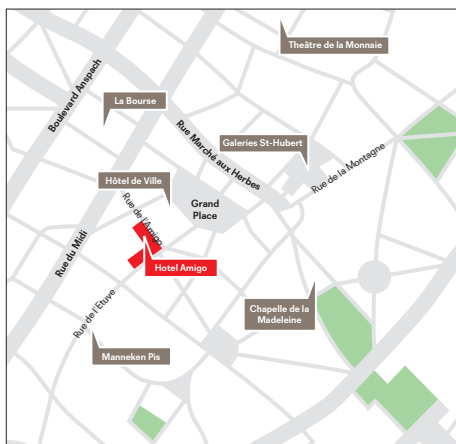 Theâtre de la Monnaie
Boulevard Anspach
La Bourse
Rue Marché aux Herbes
Galeries St-Hubert
Rue de la Montagne
Hôtel de Ville
Rue de l'Amigo
Grand
Place
Rue du Midi
Hotel Amigo
Rue de l'Etuve
Chapelle de la
Madeleine
Manneken Pis